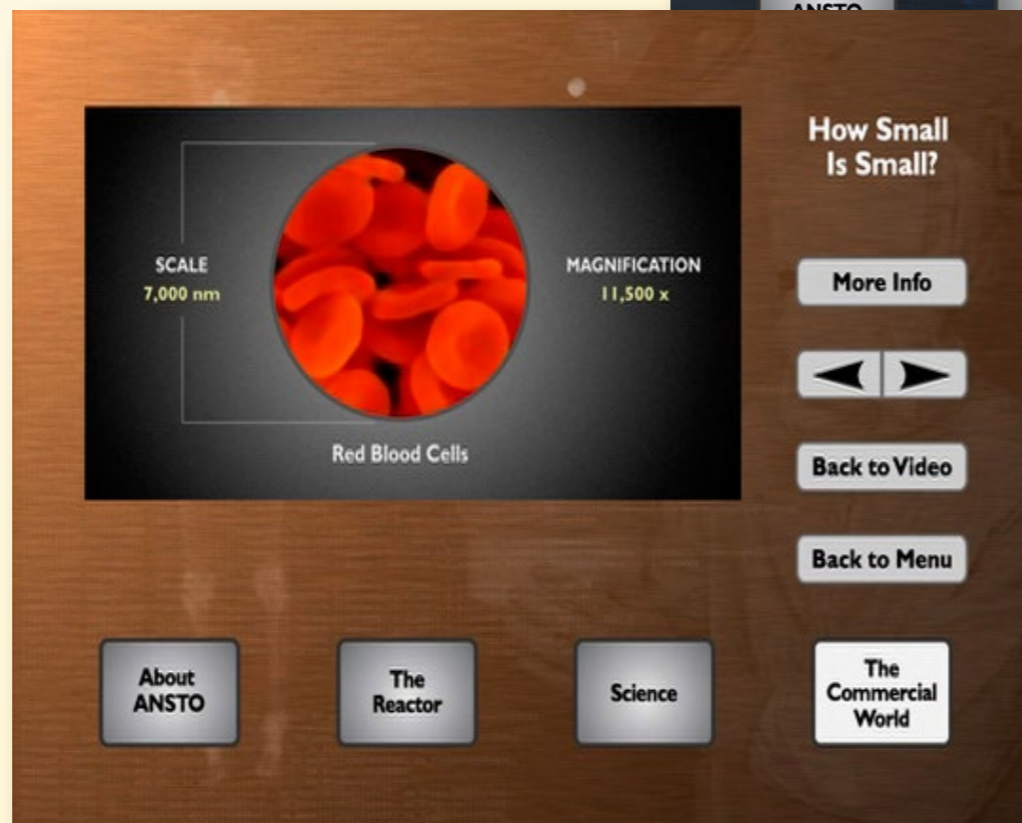 ANSTO
How Small
Is Small?
SCALE
7,000 nm
MAGNIFICATION
11,500 x
Red Blood Cells
More Info
Back to Video
Back to Menu
About
ANSTO
The
Reactor
Science
The
Commercial
World